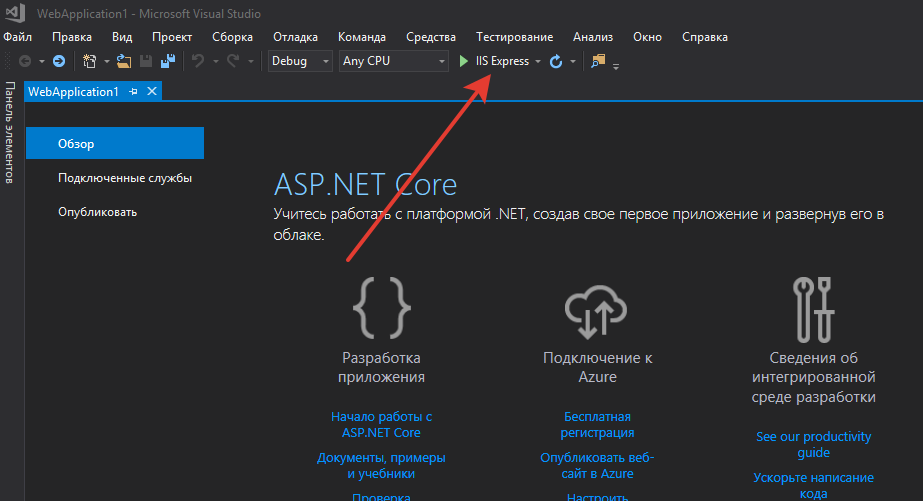 WebApplication1 - Microsoft Visual Studio
Файл Правка Вид Проект Сборка Отладка Команда Средства Тестирование Анализ Окно Справка
Debug Any CPU IIS Express
Панель элементов
WebApplication1
Обзор
Подключенные службы
Опубликовать
ASP.NET Core
Учитесь работать с платформой .NET, создав свое первое приложение и развернув его в
облаке.
Разработка
приложения
Начало работы с
ASP.NET Core
Документы, примеры
и учебники
Проверка
Подключение к
Azure
Бесплатная
регистрация
Опубликовать веб-
сайт в Azure
Настроить
Сведения об
интегрированной
среде разработки
See our productivity
guide
Ускорьте написание
кода